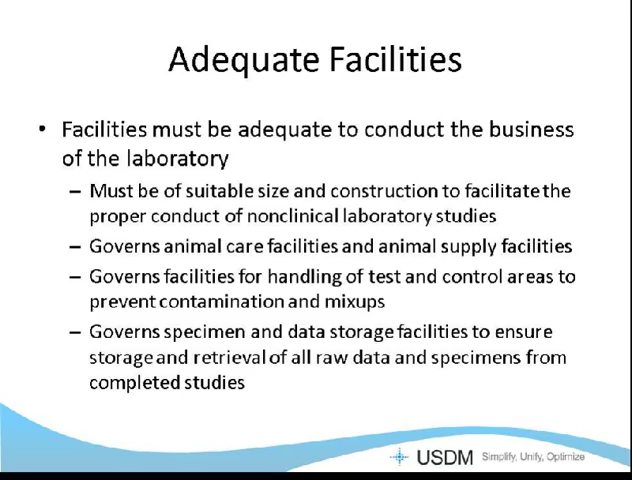 Adequate Facilities
• Facilities must be adequate to conduct the business
of the laboratory
– Must be of suitable size and construction to facilitate the
proper conduct of nonclinical laboratory studies
– Governs animal care facilities and animal supply facilities
– Governs facilities for handling of test and control areas to
prevent contamination and mixups
– Governs specimen and data storage facilities to ensure
storage and retrieval of all raw data and specimens from
completed studies
USDM Simplify, Unify, Optimize